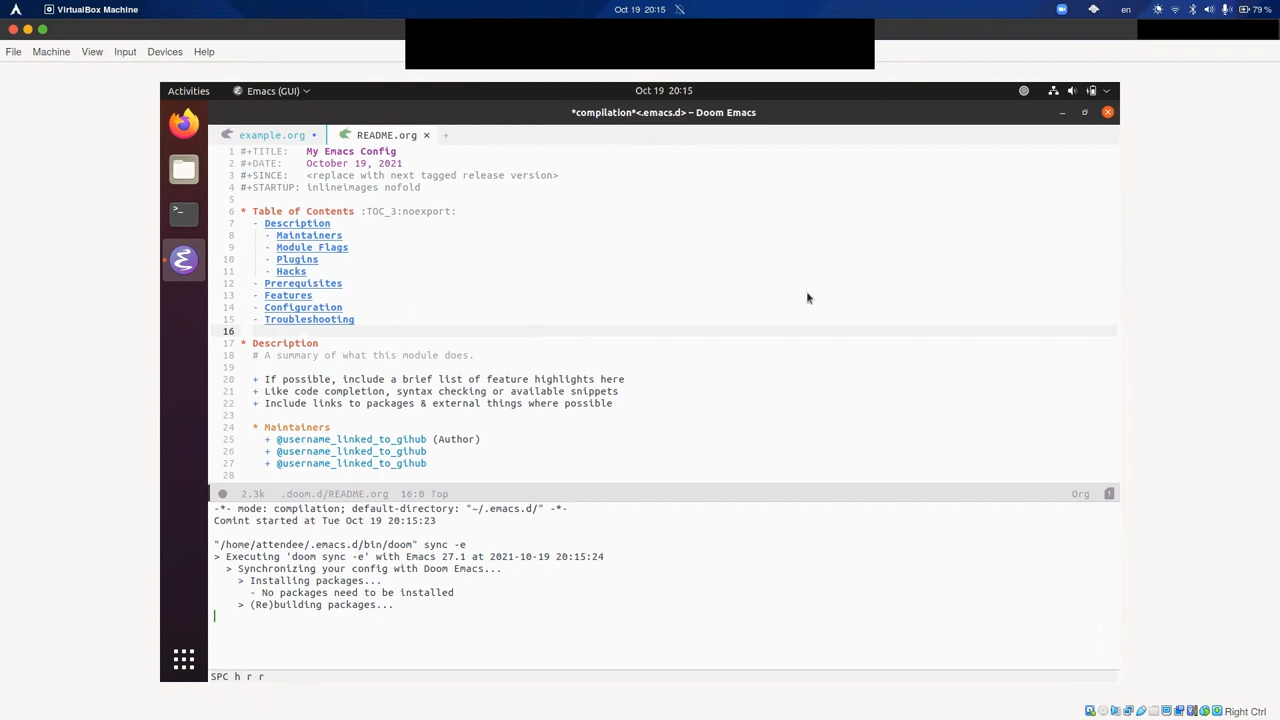 VirtualBox Machine
Oct 19 20:15
en
79 %
File Machine View Input Devices Help
Activities
Emacs (GUI)
Oct 19 20:15
*compilation*<.emacs.d> – Doom Emacs
example.org
README.org
1 #+TITLE: My Emacs Config
2 #+DATE: October 19, 2021
3 #+SINCE: <replace with next tagged release version>
4 #+STARTUP: inlineimages nofold
5
6 * Table of Contents :TOC_3:noexport:
7 - Description
8 - Maintainers
9 - Module Flags
10 - Plugins
11 - Hacks
12 - Prerequisites
13 - Features
14 - Configuration
15 - Troubleshooting
16
17 * Description
18 # A summary of what this module does.
19
20 + If possible, include a brief list of feature highlights here
21 + Like code completion, syntax checking or available snippets
22 + Include links to packages & external things where possible
23
24 * Maintainers
25 + @username_linked_to_gihub (Author)
26 + @username_linked_to_gihub
27 + @username_linked_to_gihub
28
2.3k .doom.d/README.org 16:0 Top
Org
-*- mode: compilation; default-directory: "~/.emacs.d/" -*-
Comint started at Tue Oct 19 20:15:23
"/home/attendee/.emacs.d/bin/doom" sync -e
> Executing 'doom sync -e' with Emacs 27.1 at 2021-10-19 20:15:24
> Synchronizing your config with Doom Emacs...
> Installing packages...
- No packages need to be installed
> (Re)building packages...
SPC h r r
Right Ctrl